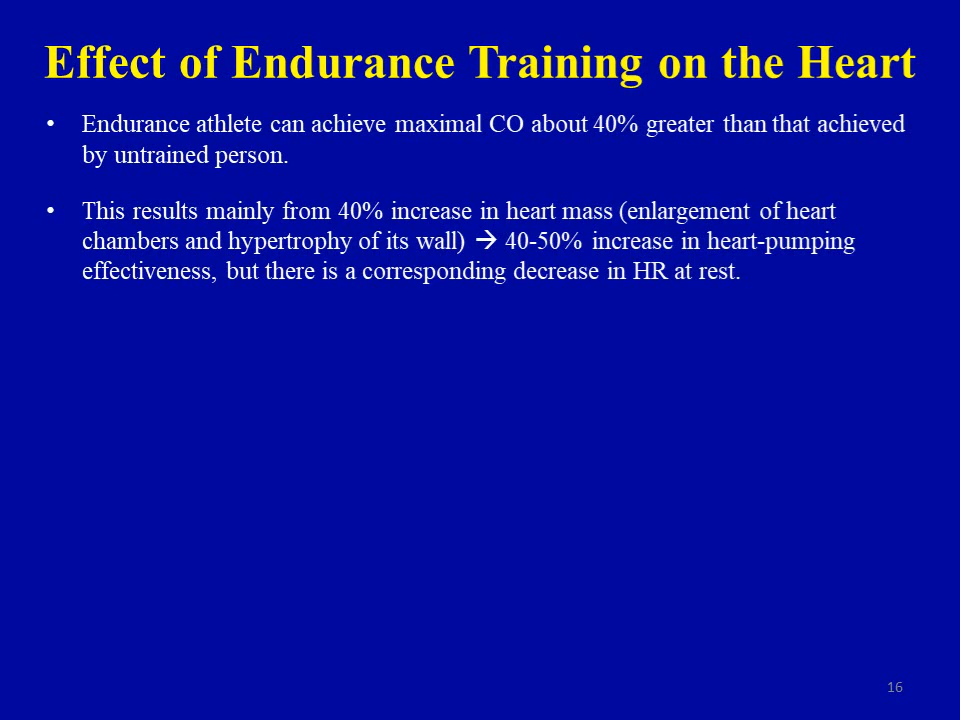 Effect of Endurance Training on the Heart
• Endurance athlete can achieve maximal CO about 40% greater than that achieved
by untrained person.
• This results mainly from 40% increase in heart mass (enlargement of heart
chambers and hypertrophy of its wall) → 40-50% increase in heart-pumping
effectiveness, but there is a corresponding decrease in HR at rest.
16